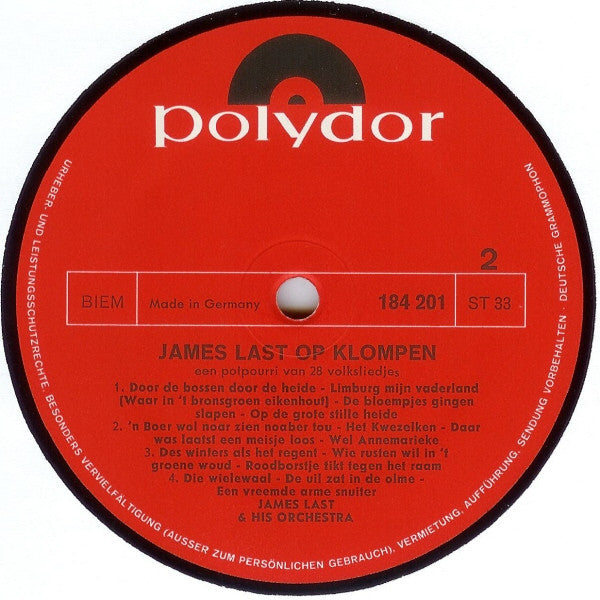 polydor
2
BIEM
Made in Germany
184 201
ST 33
JAMES LAST OP KLOMPEN
een potpourri van 28 volksliedjes
1. Door de bossen door de heide - Limburg mijn vaderland
(Waar in 't bronsgroen eikenhout) - De bloempjes gingen
slapen - Op de grote stille heide
2. 'n Boer wol noar zien noaber tou - Het Kwezelken - Daar
was laatst een meisje loos - Wel Annemarieke
3. Des winters als het regent - Wie rusten wil in 't
groene woud - Roodborstje tikt tegen het raam
4. Die wielewaal - De uil zat in de olme -
Een vreemde arme snuiter
JAMES LAST
& HIS ORCHESTRA
URHEBER- UND LEISTUNGSSCHUTZRECHTE, BESONDERS VERVIELFÄLTIGUNG (AUSSER ZUM PERSÖNLICHEN GEBRAUCH), VERMIETUNG, AUFFÜHRUNG, SENDUNG VORBEHALTEN · DEUTSCHE GRAMMOPHON